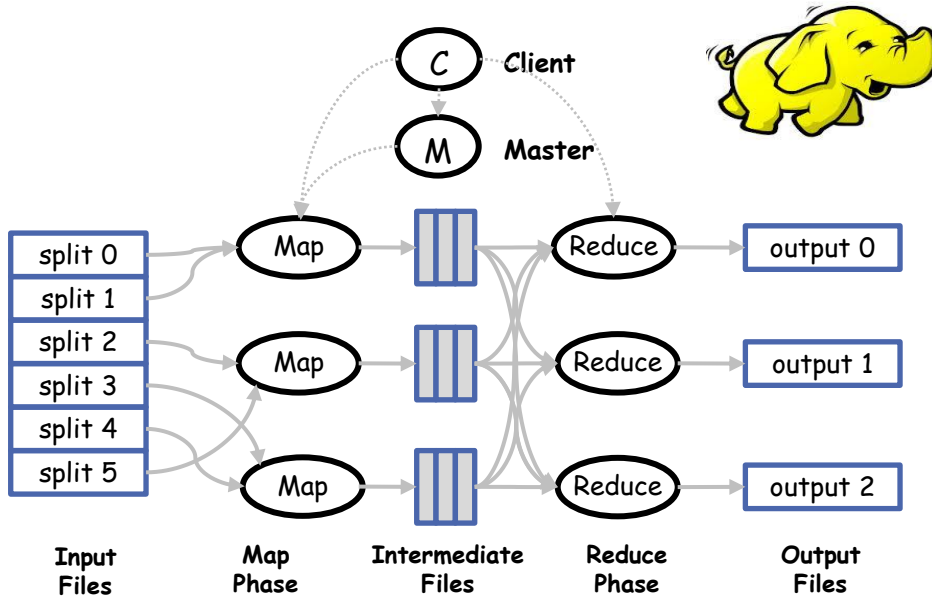 C Client
M Master
split 0
split 1
split 2
split 3
split 4
split 5
Map
Map
Map
Reduce
Reduce
Reduce
output 0
output 1
output 2
Input
Files
Map
Phase
Intermediate
Files
Reduce
Phase
Output
Files